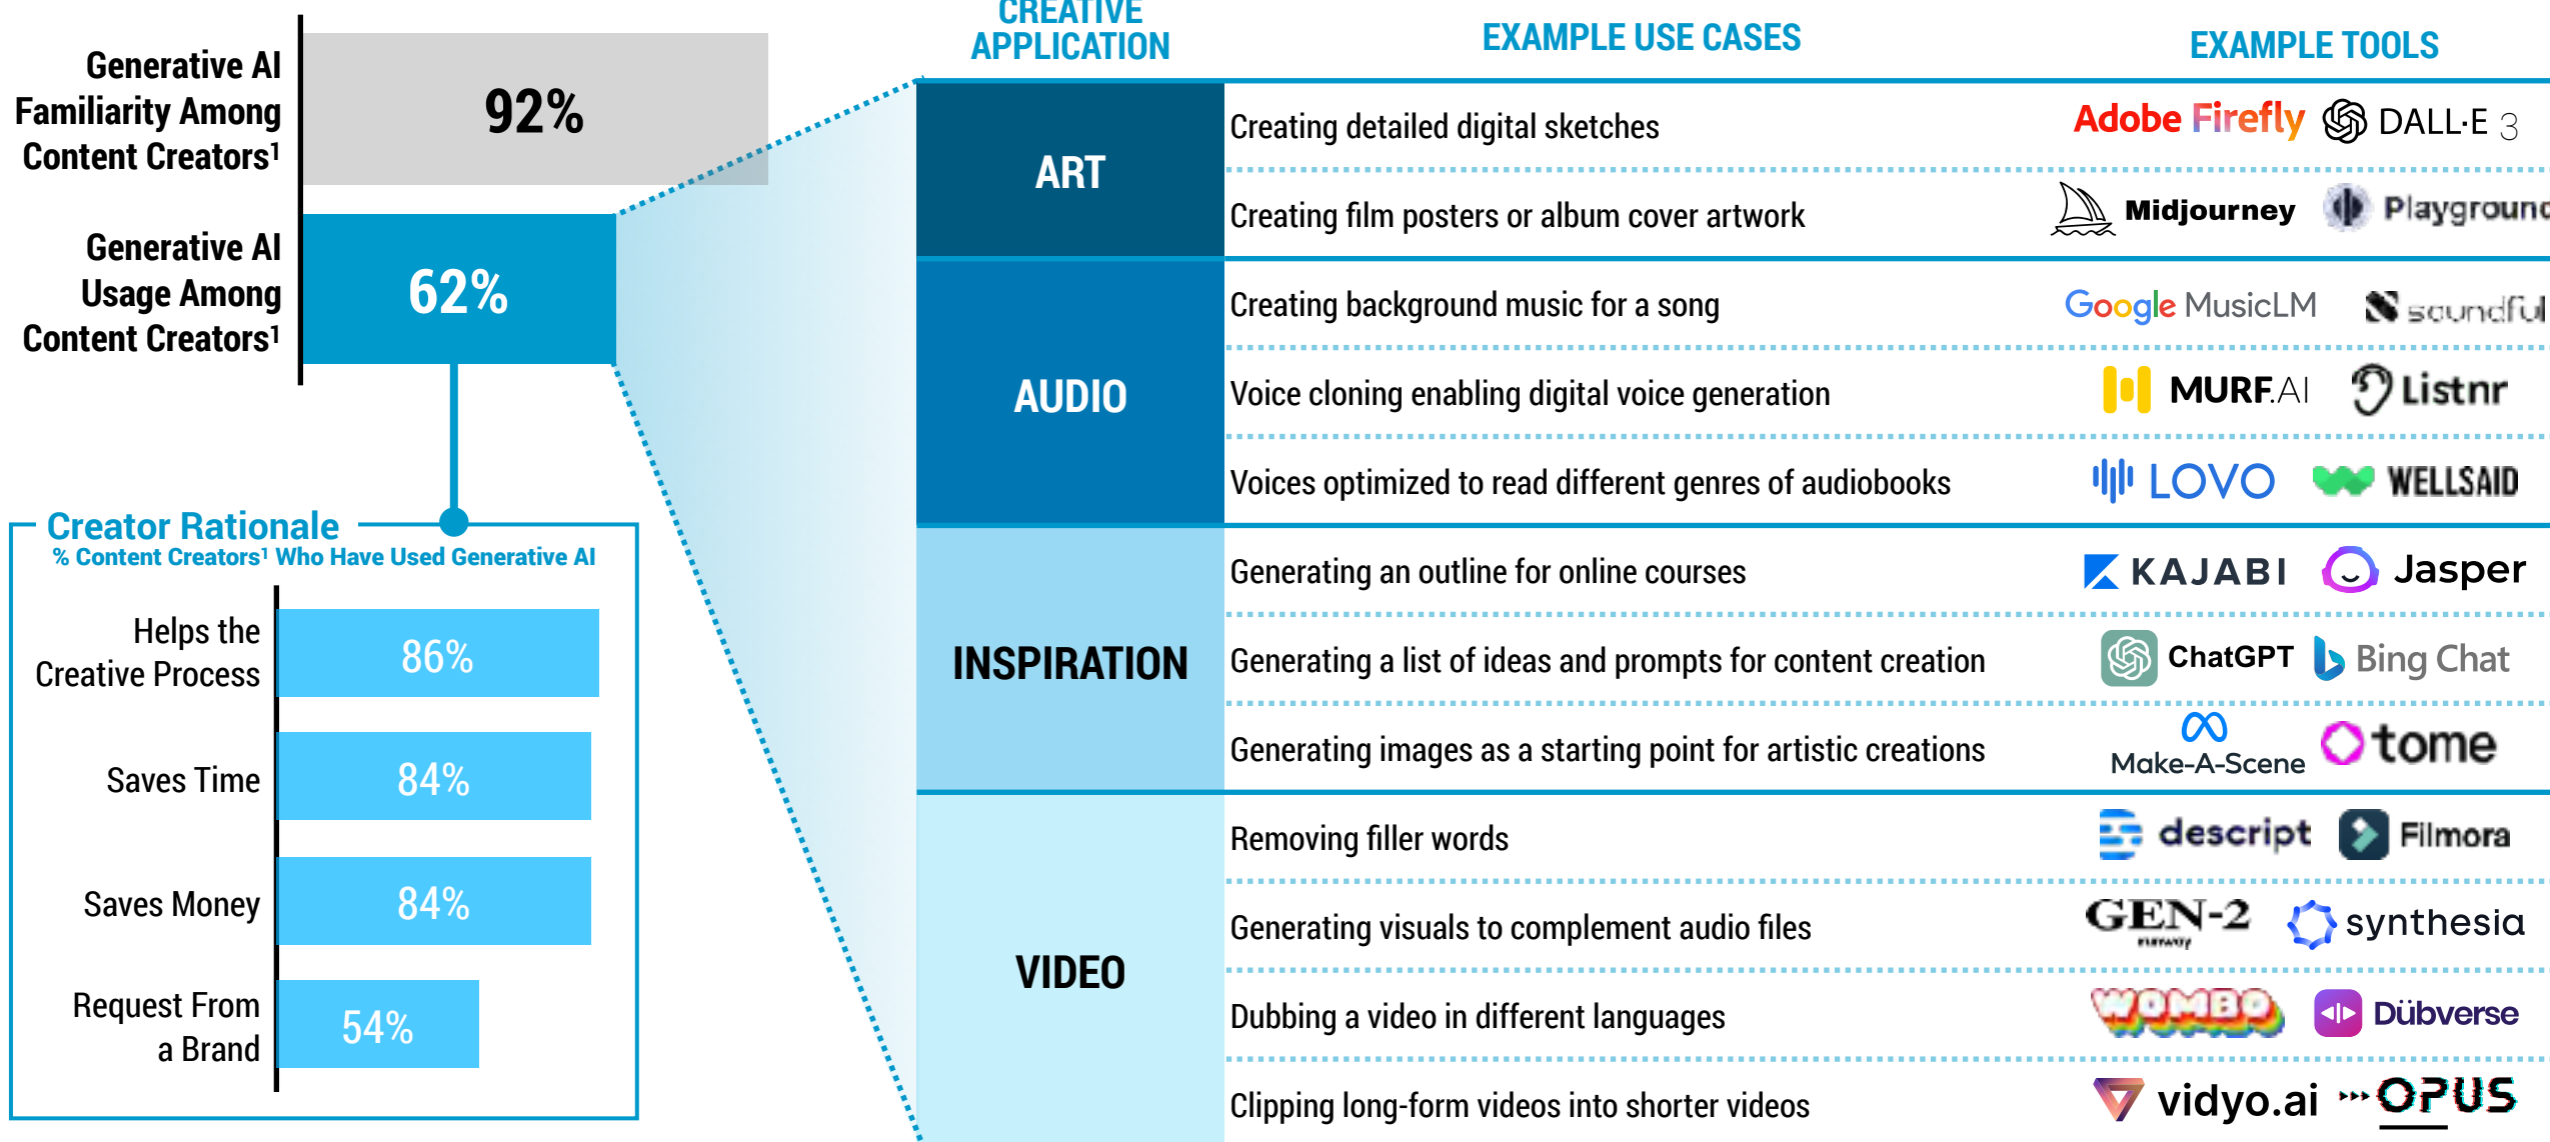 Generative AI
Familiarity Among
Content Creators¹
92%
Generative AI
Usage Among
Content Creators¹
62%
Creator Rationale
% Content Creators¹ Who Have Used Generative AI
Helps the
Creative Process
86%
Saves Time
84%
Saves Money
84%
Request From
a Brand
54%
CREATIVE
APPLICATION
EXAMPLE USE CASES
EXAMPLE TOOLS
ART
Creating detailed digital sketches
Adobe Firefly
DALL·E 3
Creating film posters or album cover artwork
Midjourney
Playground
AUDIO
Creating background music for a song
Google MusicLM
soundful
Voice cloning enabling digital voice generation
MURF.AI
Listnr
Voices optimized to read different genres of audiobooks
LOVO
WELLSAID
INSPIRATION
Generating an outline for online courses
KAJABI
Jasper
Generating a list of ideas and prompts for content creation
ChatGPT
Bing Chat
Generating images as a starting point for artistic creations
Make-A-Scene
tome
VIDEO
Removing filler words
descript
Filmora
Generating visuals to complement audio files
GEN-2
runway
synthesia
Dubbing a video in different languages
WOMBO
Dübverse
Clipping long-form videos into shorter videos
vidyo.ai
OPUS